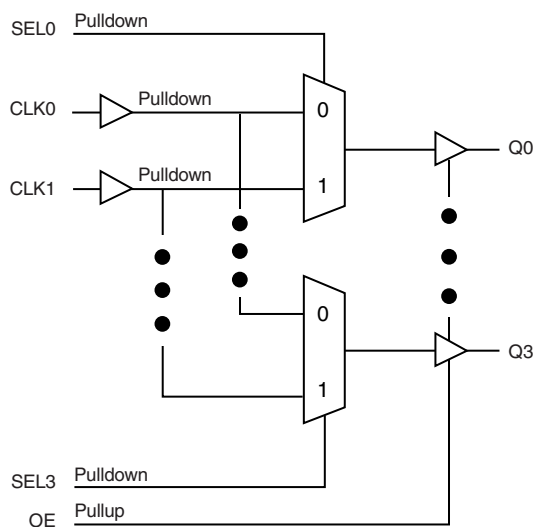 SEL0 Pulldown
CLK0 Pulldown
0
Q0
CLK1 Pulldown
1
0
Q3
1
SEL3 Pulldown
OE Pullup